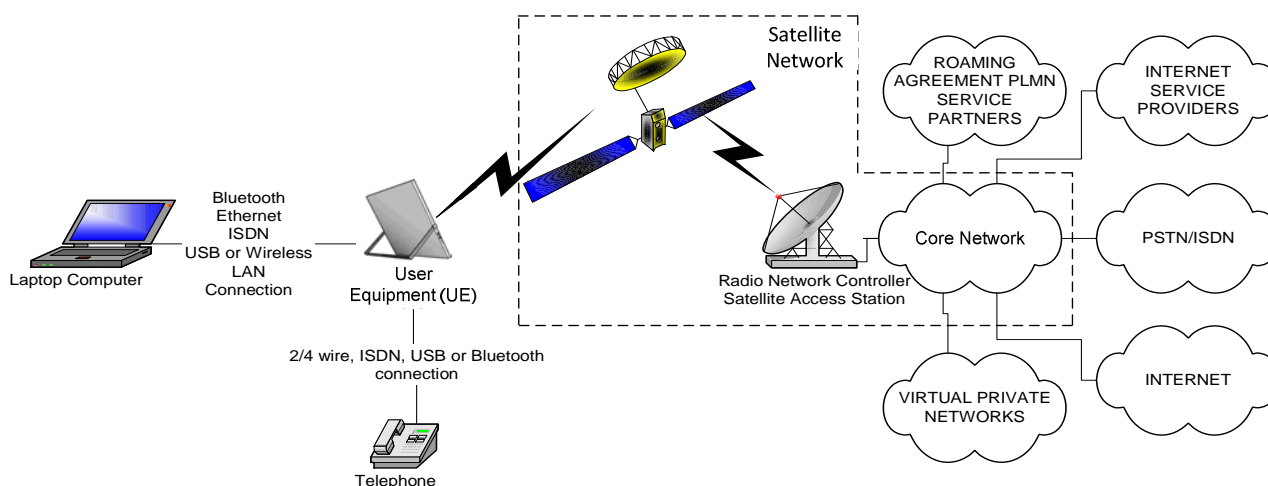 Satellite
Network
ROAMING
AGREEMENT PLMN
SERVICE
PARTNERS
INTERNET
SERVICE
PROVIDERS
Bluetooth
Ethernet
ISDN
USB or Wireless
LAN
Connection
Laptop Computer
User
Equipment (UE)
Radio Network Controller
Satellite Access Station
Core Network
PSTN/ISDN
2/4 wire, ISDN, USB or Bluetooth
connection
Telephone
VIRTUAL PRIVATE
NETWORKS
INTERNET